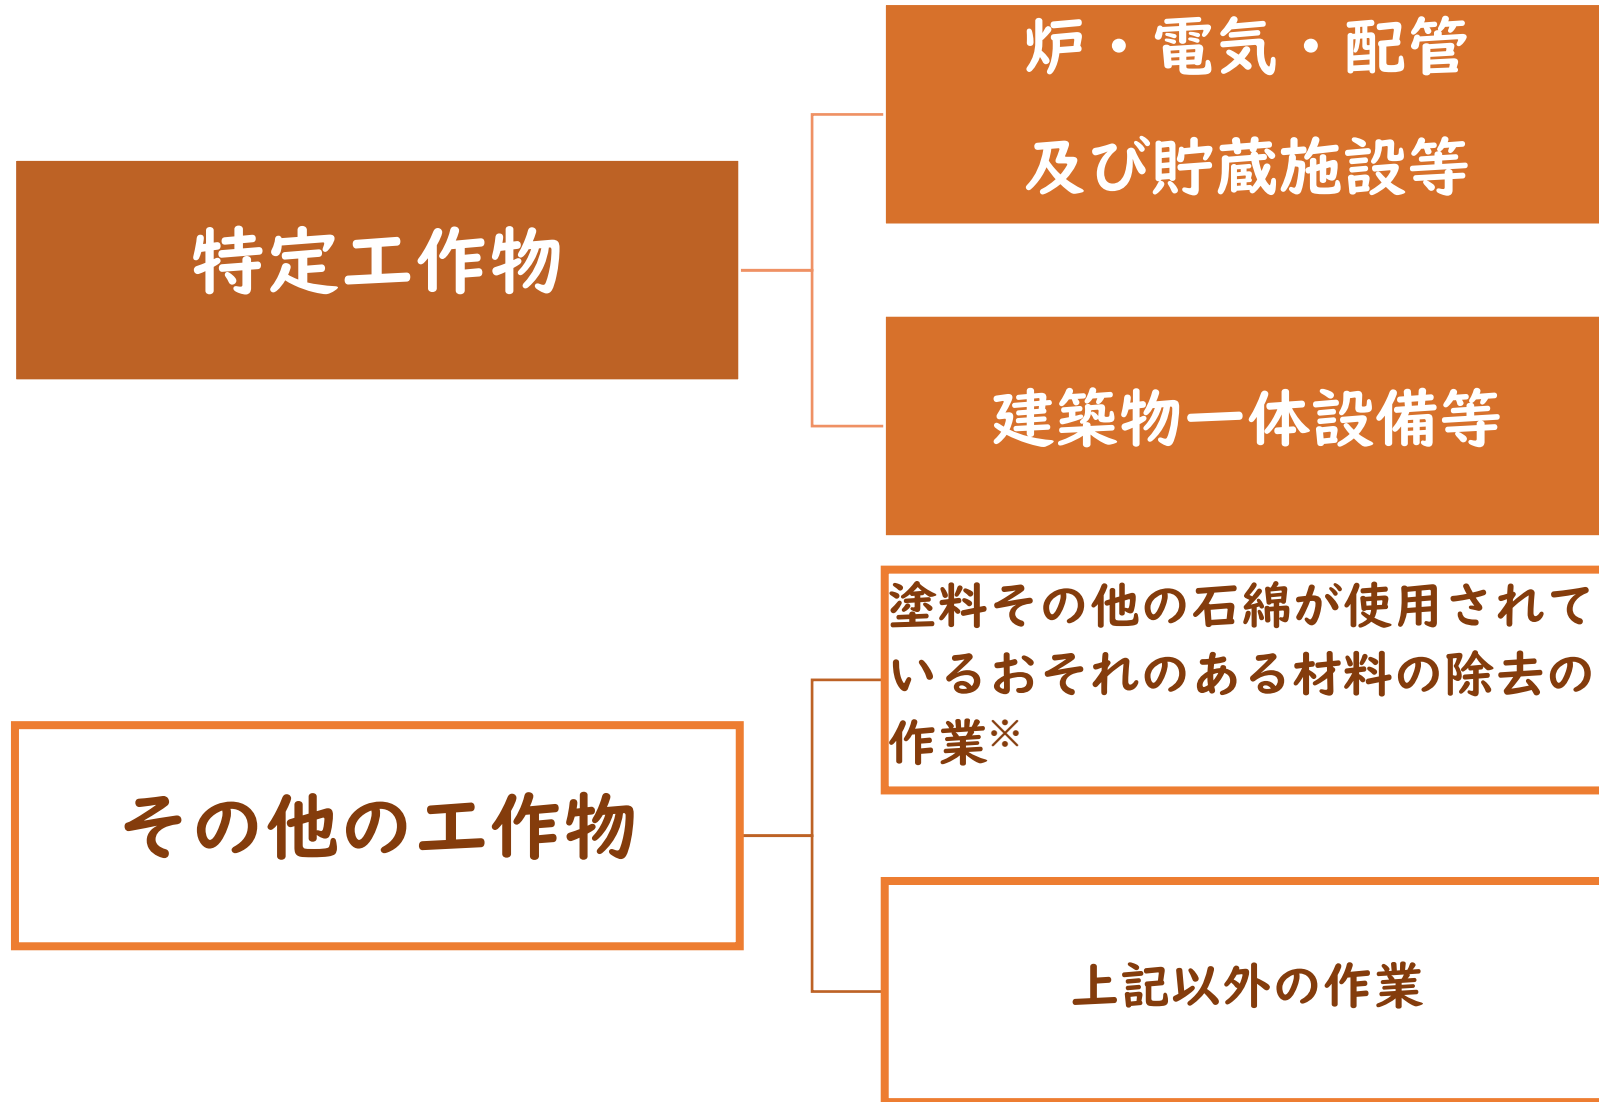 特定工作物
炉・電気・配管
及び貯蔵施設等
建築物一体設備等
その他の工作物
塗料その他の石綿が使用されて
いるおそれのある材料の除去の
作業※
上記以外の作業